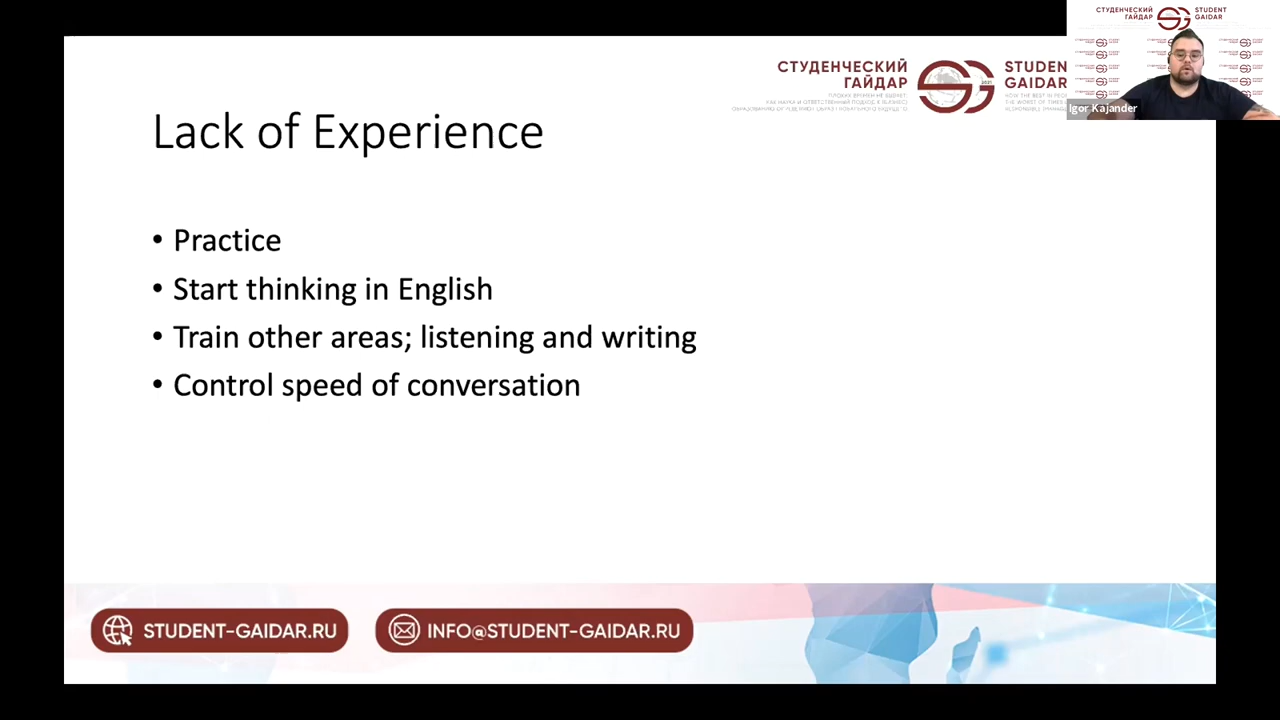 СТУДЕНЧЕСКИЙ
ГАЙДАР
STUDENT
GAIDAR
Igor Kajander
СТУДЕНЧЕСКИЙ
ГАЙДАР
STUDEN
GAIDAR
Lack of Experience
• Practice
• Start thinking in English
• Train other areas; listening and writing
• Control speed of conversation
STUDENT-GAIDAR.RU
INFO@STUDENT-GAIDAR.RU